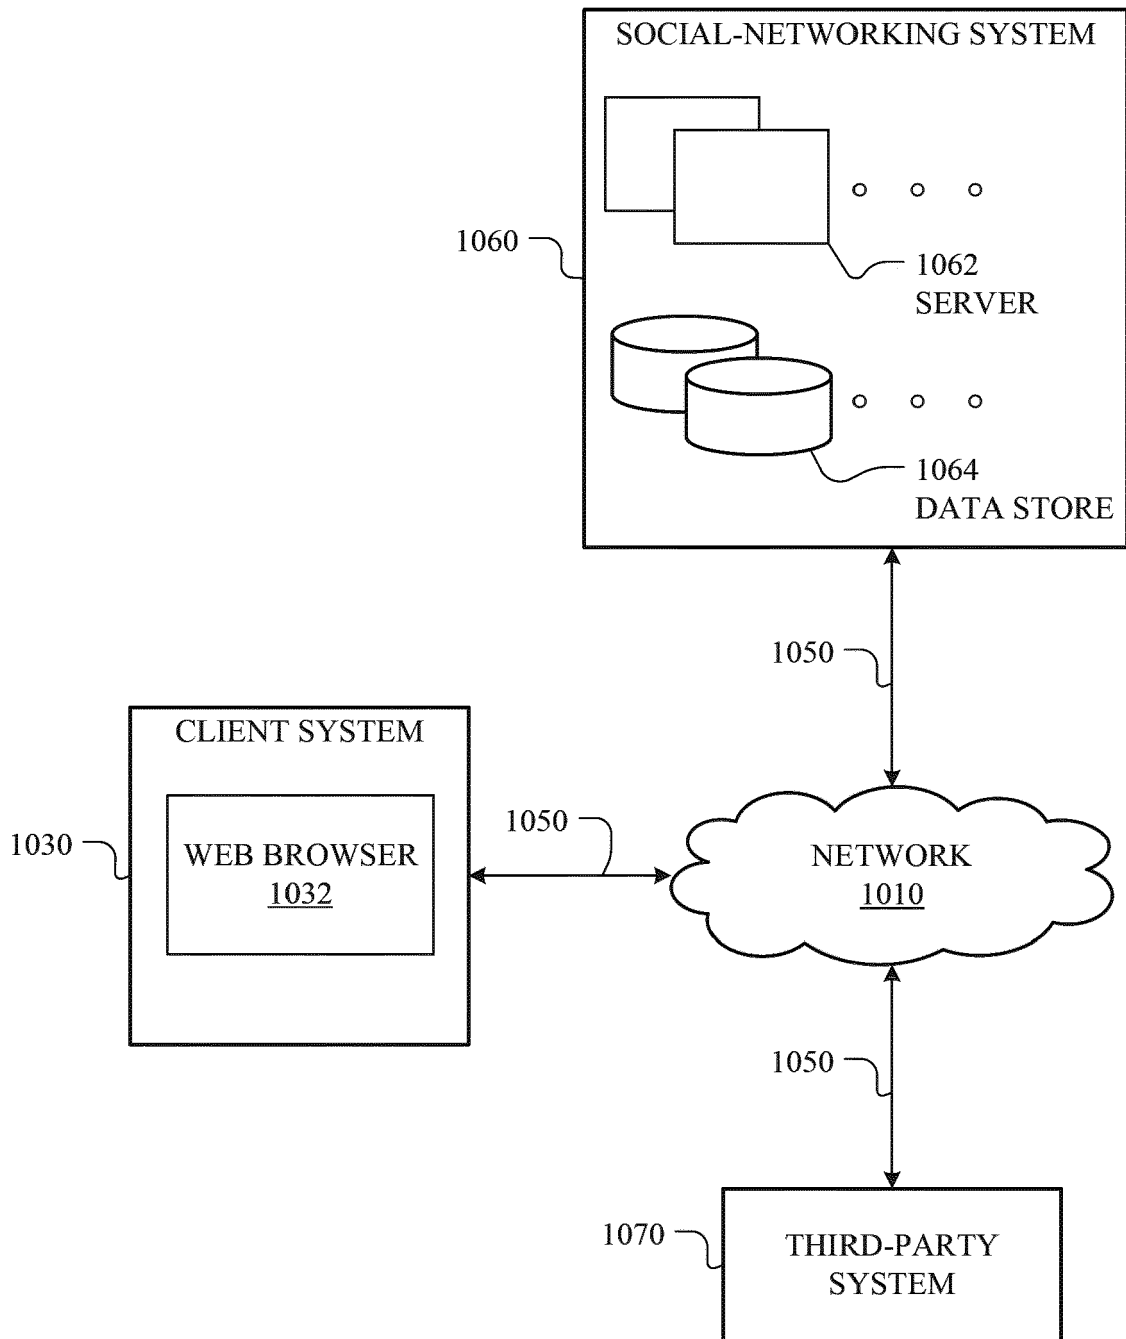 SOCIAL-NETWORKING SYSTEM
1060
1062
SERVER
1064
DATA STORE
1050
CLIENT SYSTEM
1030
WEB BROWSER
1032
1050
NETWORK
1010
1050
1070
THIRD-PARTY
SYSTEM